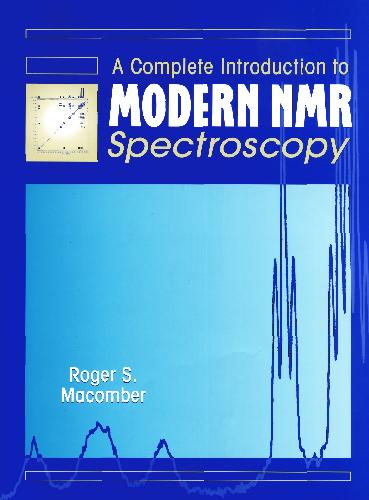 A Complete Introduction to
MODERN NMR
Spectroscopy
Roger S.
Macomber